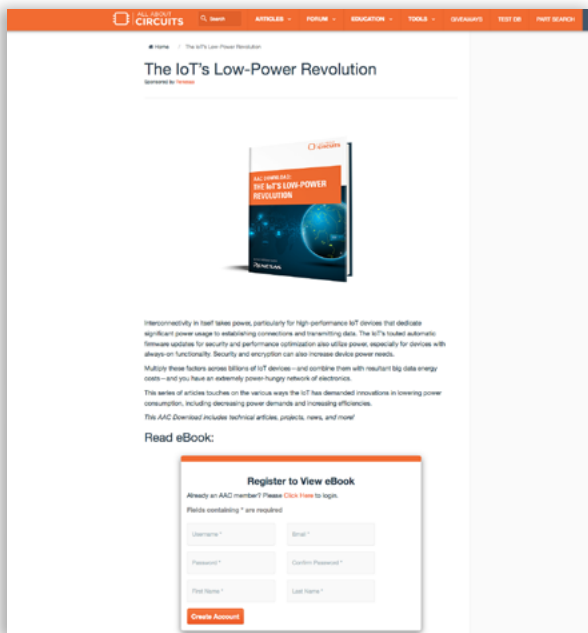 ALL ABOUT
CIRCUITS
Search
ARTICLES
FORUM
EDUCATION
TOOLS
GIVEAWAYS
TEST DB
PART SEARCH
Home / The IoT's Low-Power Revolution
The IoT's Low-Power Revolution
Sponsored by Renesas
CIRCUITS
AAC DOWNLOAD:
THE IoT'S LOW-POWER
REVOLUTION
RENESAS
Interconnectivity in itself takes power, particularly for high-performance IoT devices that dedicate
significant power usage to establishing connections and transmitting data. The IoT's touted automatic
firmware updates for security and performance optimization also utilize power, especially for devices with
always-on functionality. Security and encryption can also increase device power needs.
Multiply these factors across billions of IoT devices—and combine them with resultant big data energy
costs—and you have an extremely power-hungry network of electronics.
This series of articles touches on the various ways the IoT has demanded innovations in lowering power
consumption, including decreasing power demands and increasing efficiencies.
This AAC Download includes technical articles, projects, news, and more!
Read eBook:
Register to View eBook
Already an AAC member? Please Click Here to login.
Fields containing * are required
Username *
Email *
Password *
Confirm Password *
First Name *
Last Name *
Create Account